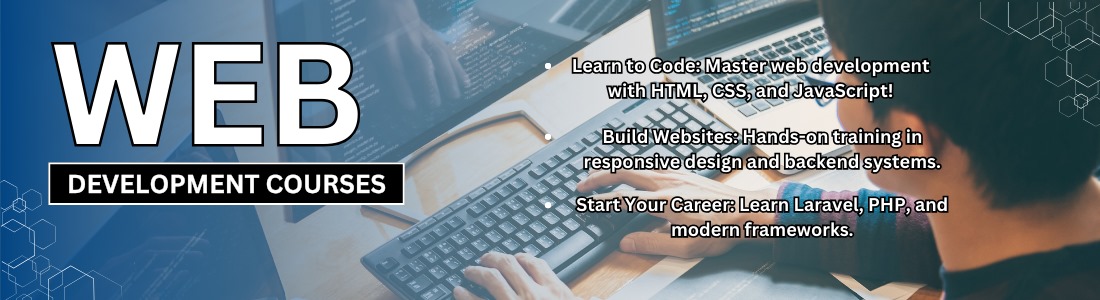 WEB
DEVELOPMENT COURSES
• Learn to Code: Master web development
with HTML, CSS, and JavaScript!
• Build Websites: Hands-on training in
responsive design and backend systems.
• Start Your Career: Learn Laravel, PHP, and
modern frameworks.